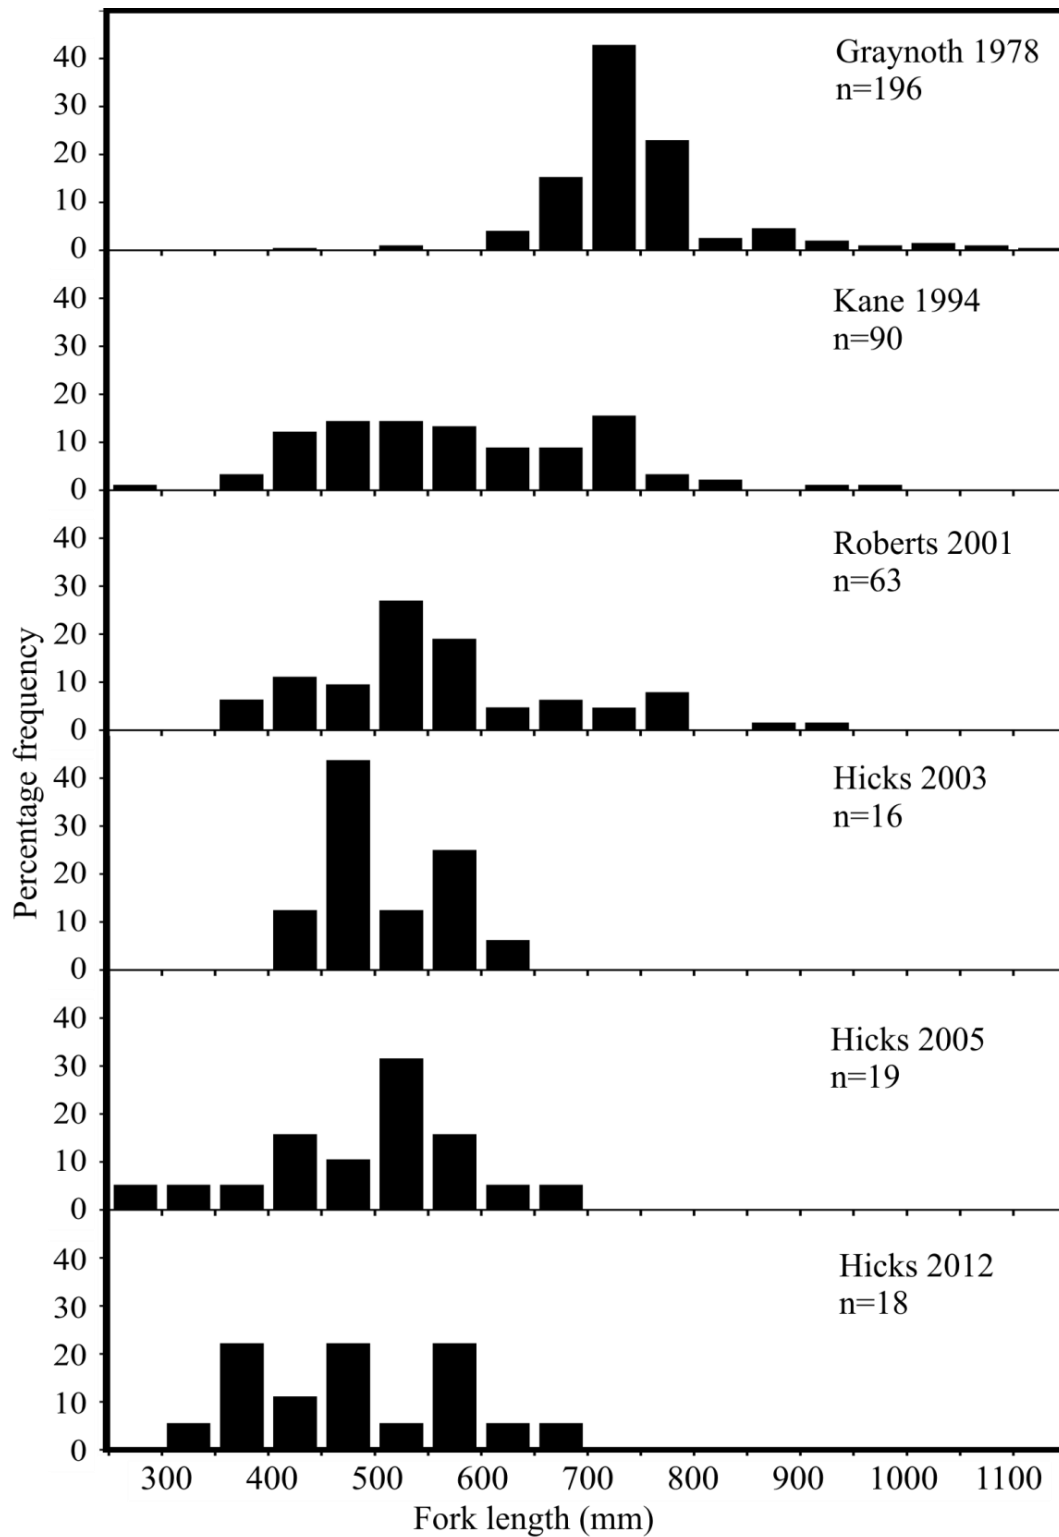 40
30
20
10
0
Graynoth 1978
n=196
40
30
20
10
0
Kane 1994
n=90
40
30
20
10
0
Roberts 2001
n=63
40
30
20
10
0
Hicks 2003
n=16
40
30
20
10
0
Hicks 2005
n=19
40
30
20
10
0
Hicks 2012
n=18
Percentage frequency
300 400 500 600 700 800 900 1000 1100
Fork length (mm)